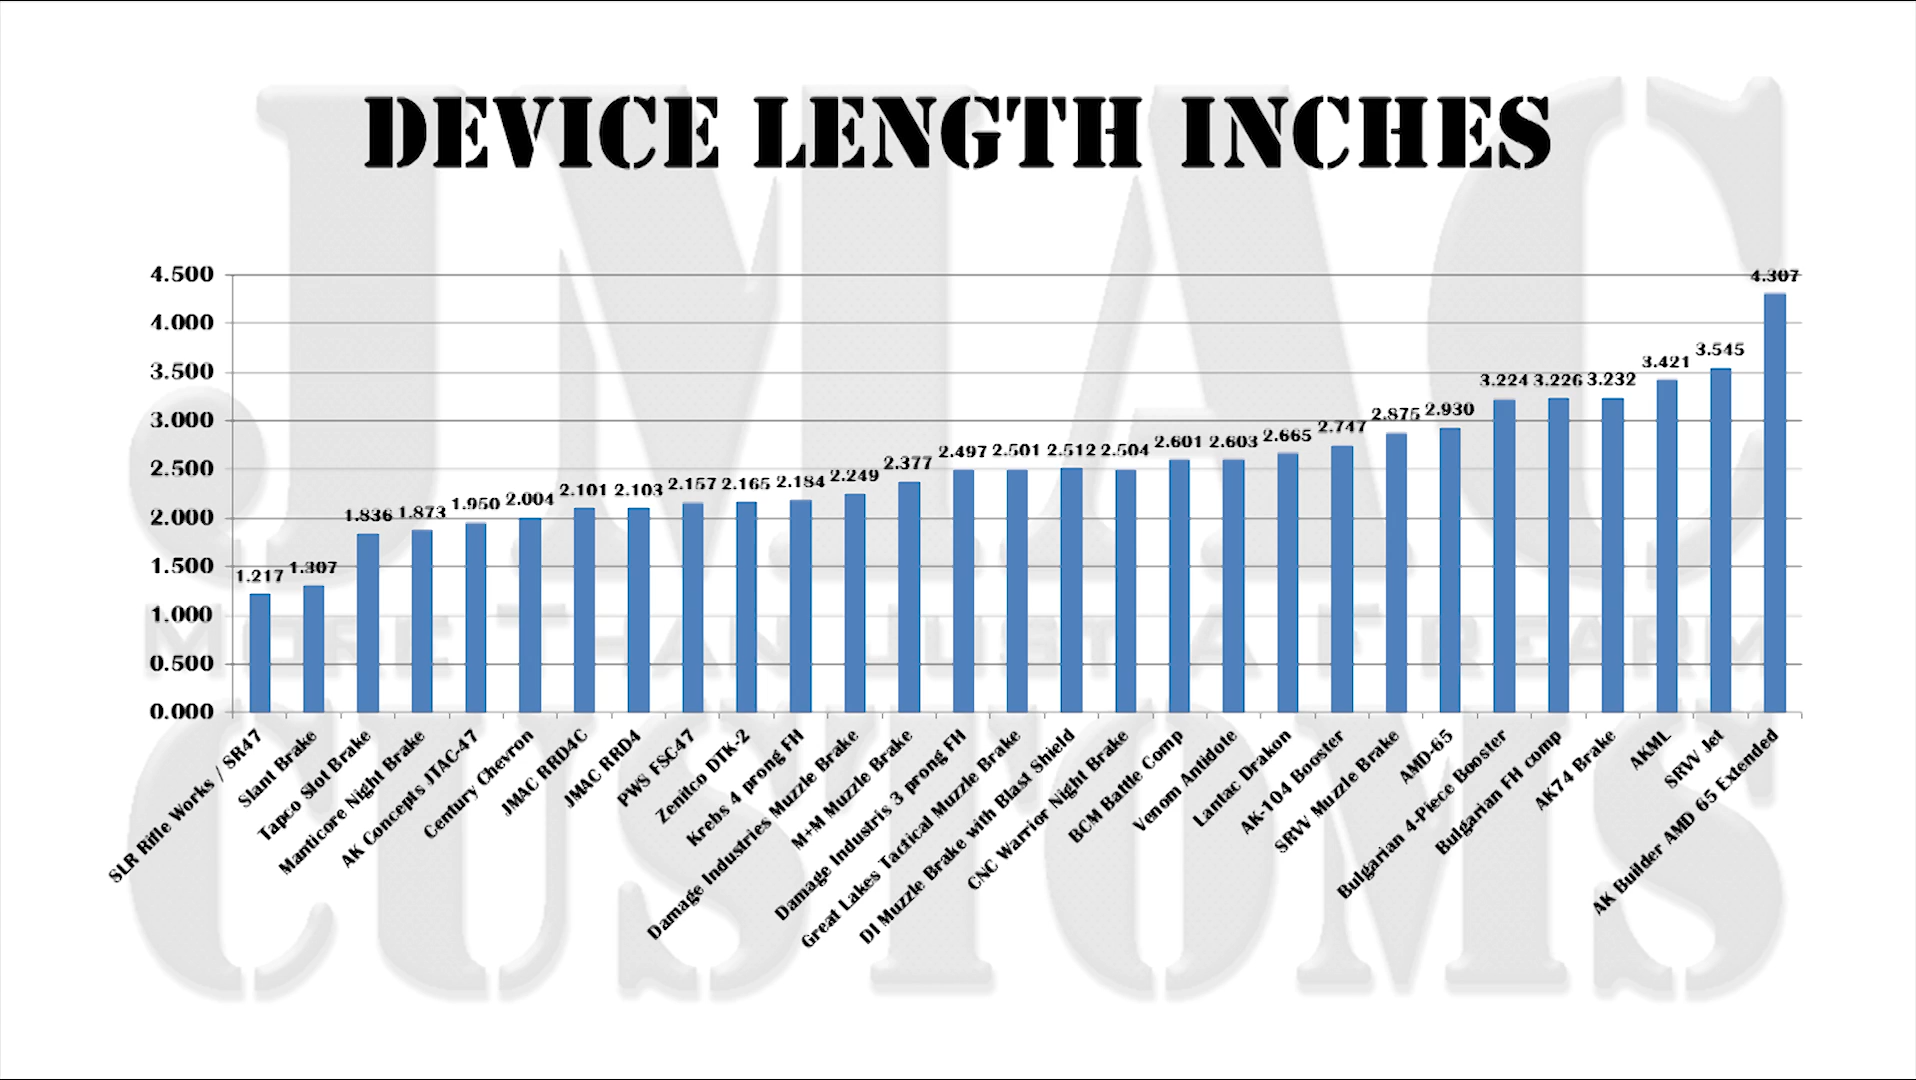 DEVICE LENGTH INCHES
4.500
4.000
3.500
3.000
2.500
2.000
1.500
1.000
0.500
0.000
1.217
1.307
1.836
1.873
1.950
2.004
2.101
2.103
2.157
2.165
2.184
2.249
2.377
2.497
2.501
2.512
2.504
2.601
2.603
2.665
2.747
2.875
2.930
3.224
3.226
3.232
3.421
3.545
4.307
SLR Rifle Works / SR47
Slant Brake
Tapco Slot Brake
Manticore Night Brake
AK Concepts JTAC-47
Century Chevron
JMAC RRD4C
JMAC RRD4
PWS FSC47
Zenitco DTK-2
Krebs 4 prong FH
Damage Industries Muzzle Brake
M+M Muzzle Brake
Damage Industris 3 prong FH
Great Lakes Tactical Muzzle Brake
DI Muzzle Brake with Blast Shield
CNC Warrior Night Brake
BCM Battle Comp
Venom Antidote
Lantac Drakon
AK-104 Booster
SRVV Muzzle Brake
AMD-65
Bulgarian 4-Piece Booster
Bulgarian FH comp
AK74 Brake
AKML
SRVV Jet
AK Builder AMD 65 Extended
JMAC
MORE THAN JUST A FIREARM
CUSTOMS